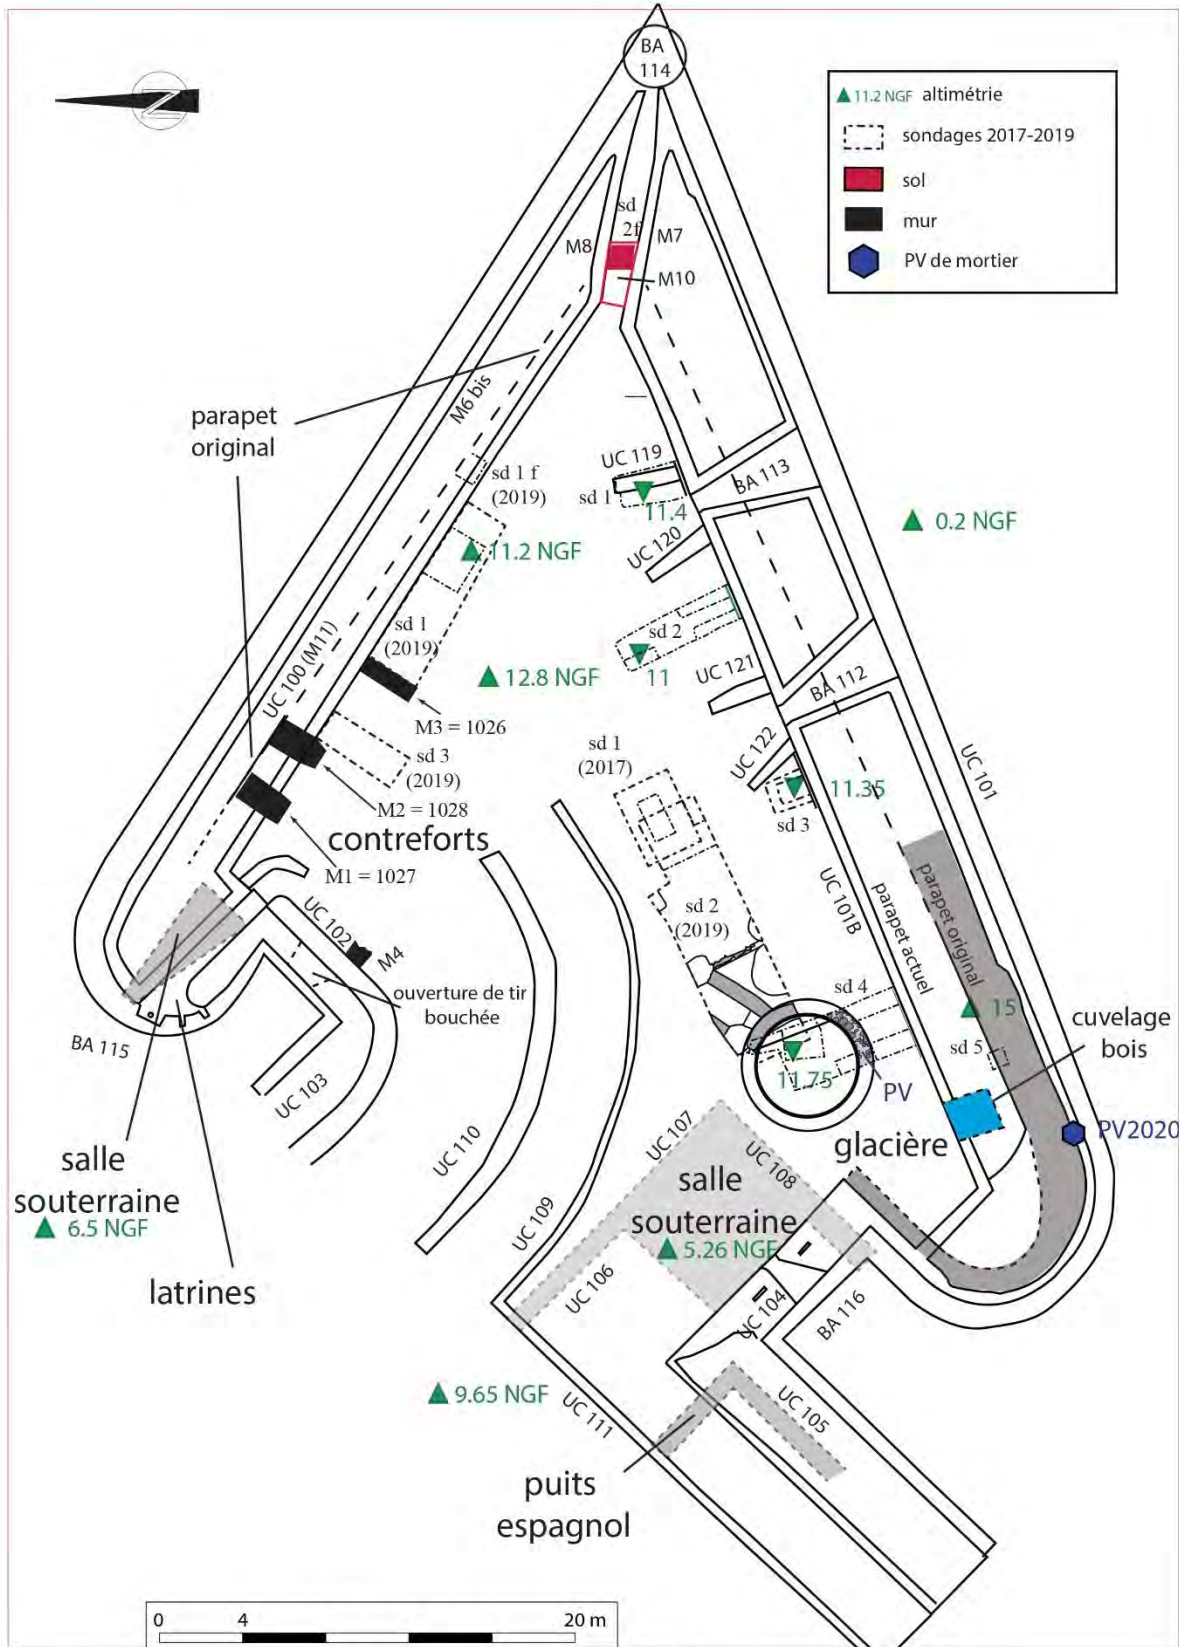 BA
114
Z
▲ 11.2 NGF altimétrie
sondages 2017-2019
sol
mur
PV de mortier
sd
2f
M8
M7
M10
parapet
original
M6 bis
sd 1 f
(2019)
UC 119
sd 1
11.4
BA 113
0.2 NGF
11.2 NGF
UC 120
sd 1
(2019)
sd 2
11
UC 100 (M11)
12.8 NGF
UC 121
BA 112
M3 = 1026
sd 3
(2019)
sd 1
(2017)
UC 122
UC 101
11.35
sd 3
M2 = 1028
contreforts
M1 = 1027
UC 102
M4
sd 2
(2019)
UC 101B
parapet actuel
parapet original
ouverture de tir
bouchée
sd 4
15
cuvelage
bois
sd 5
BA 115
11.75
PV
UC 103
PV2020
glacière
UC 110
UC 107
UC 108
salle
souterraine
6.5 NGF
salle
souterraine
5.26 NGF
UC 109
latrines
UC 106
UC 104
BA 116
9.65 NGF
UC 111
UC 105
puits
espagnol
0
4
20 m